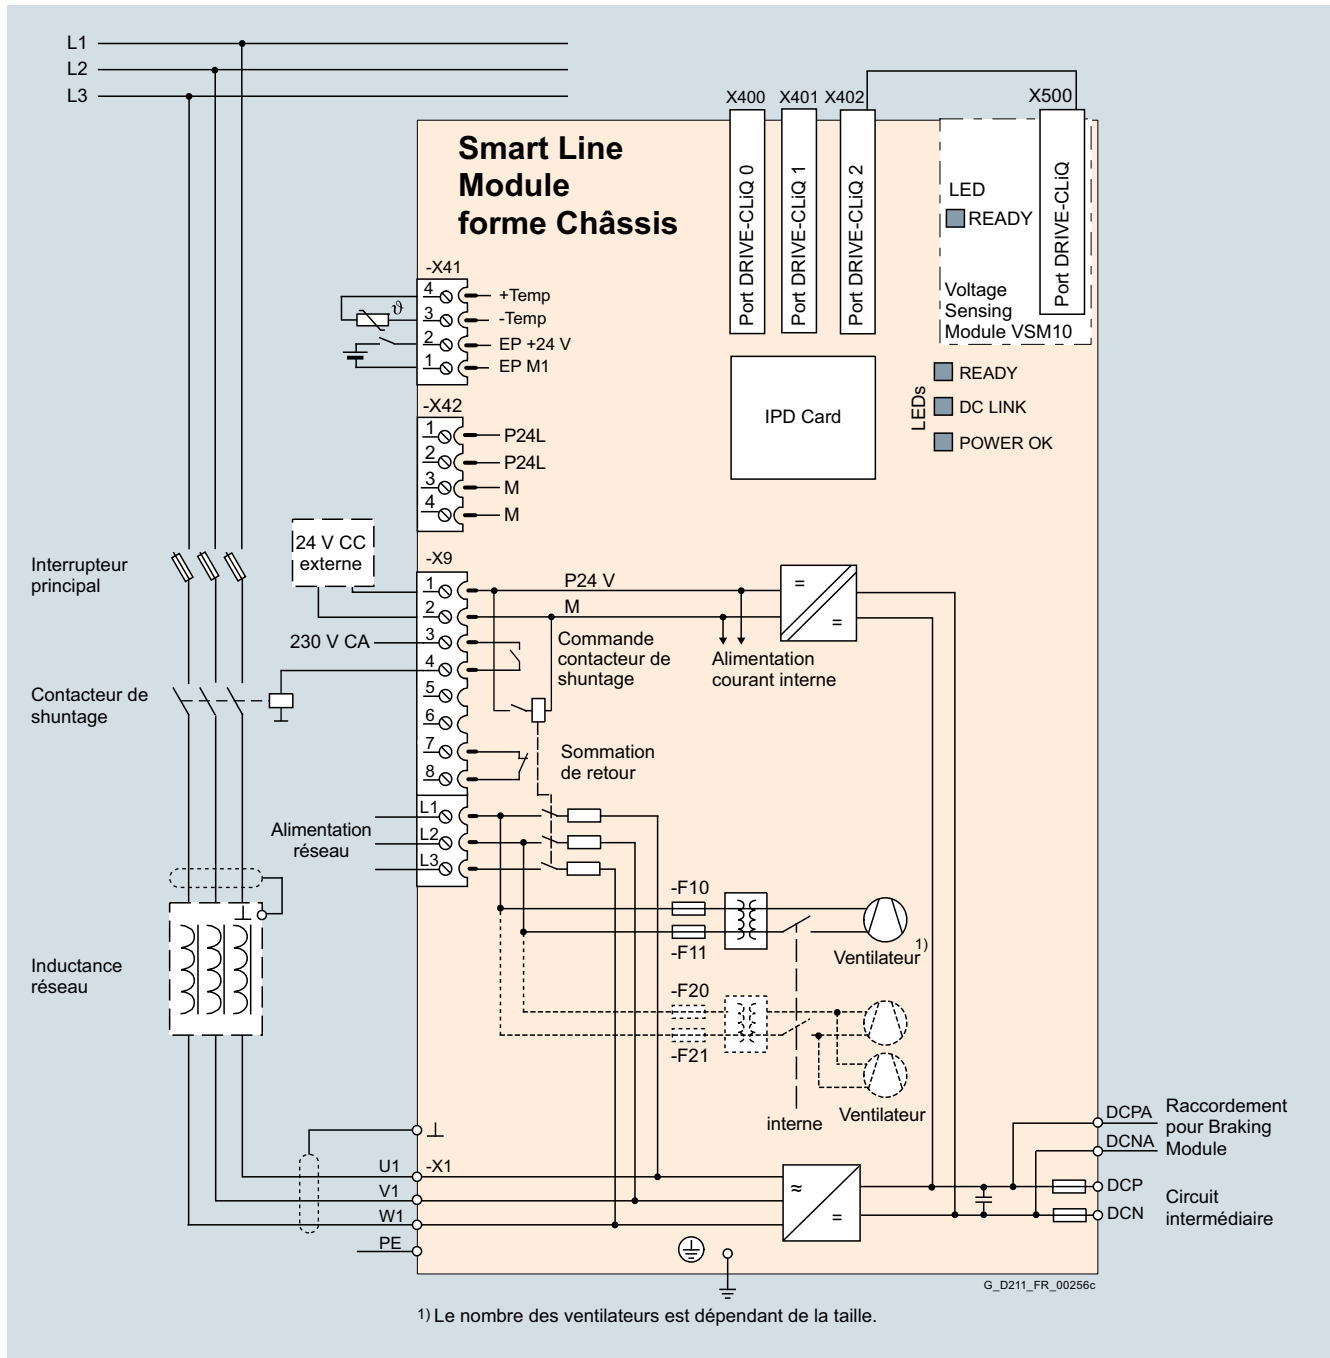 L1
L2
L3
X400
X401
X402
X500
Smart Line
Module
forme Châssis
Port DRIVE-CLiQ 0
Port DRIVE-CLiQ 1
Port DRIVE-CLiQ 2
Port DRIVE-CLiQ
LED
READY
Voltage
Sensing
Module VSM10
-X41
4
+Temp
ϑ
3
-Temp
2
EP +24 V
1
EP M1
LEDs
READY
DC LINK
POWER OK
IPD Card
-X42
1
P24L
2
P24L
3
M
4
M
24 V CC
externe
Interrupteur
principal
-X9
1
P24 V
2
M
3
230 V CA
4
5
6
7
8
=
=
Commande
contacteur de
shuntage
Alimentation
courant interne
Contacteur de
shuntage
Sommation
de retour
L1
L2
L3
Alimentation
réseau
-F10
-F11
Ventilateur 1)
-F20
-F21
Ventilateur
interne
Inductance
réseau
DCPA
DCNA
Raccordement
pour Braking
Module
U1
-X1
V1
W1
PE
≈
=
DCP
DCN
Circuit
intermédiaire
G_D211_FR_00256c
1) Le nombre des ventilateurs est dépendant de la taille.